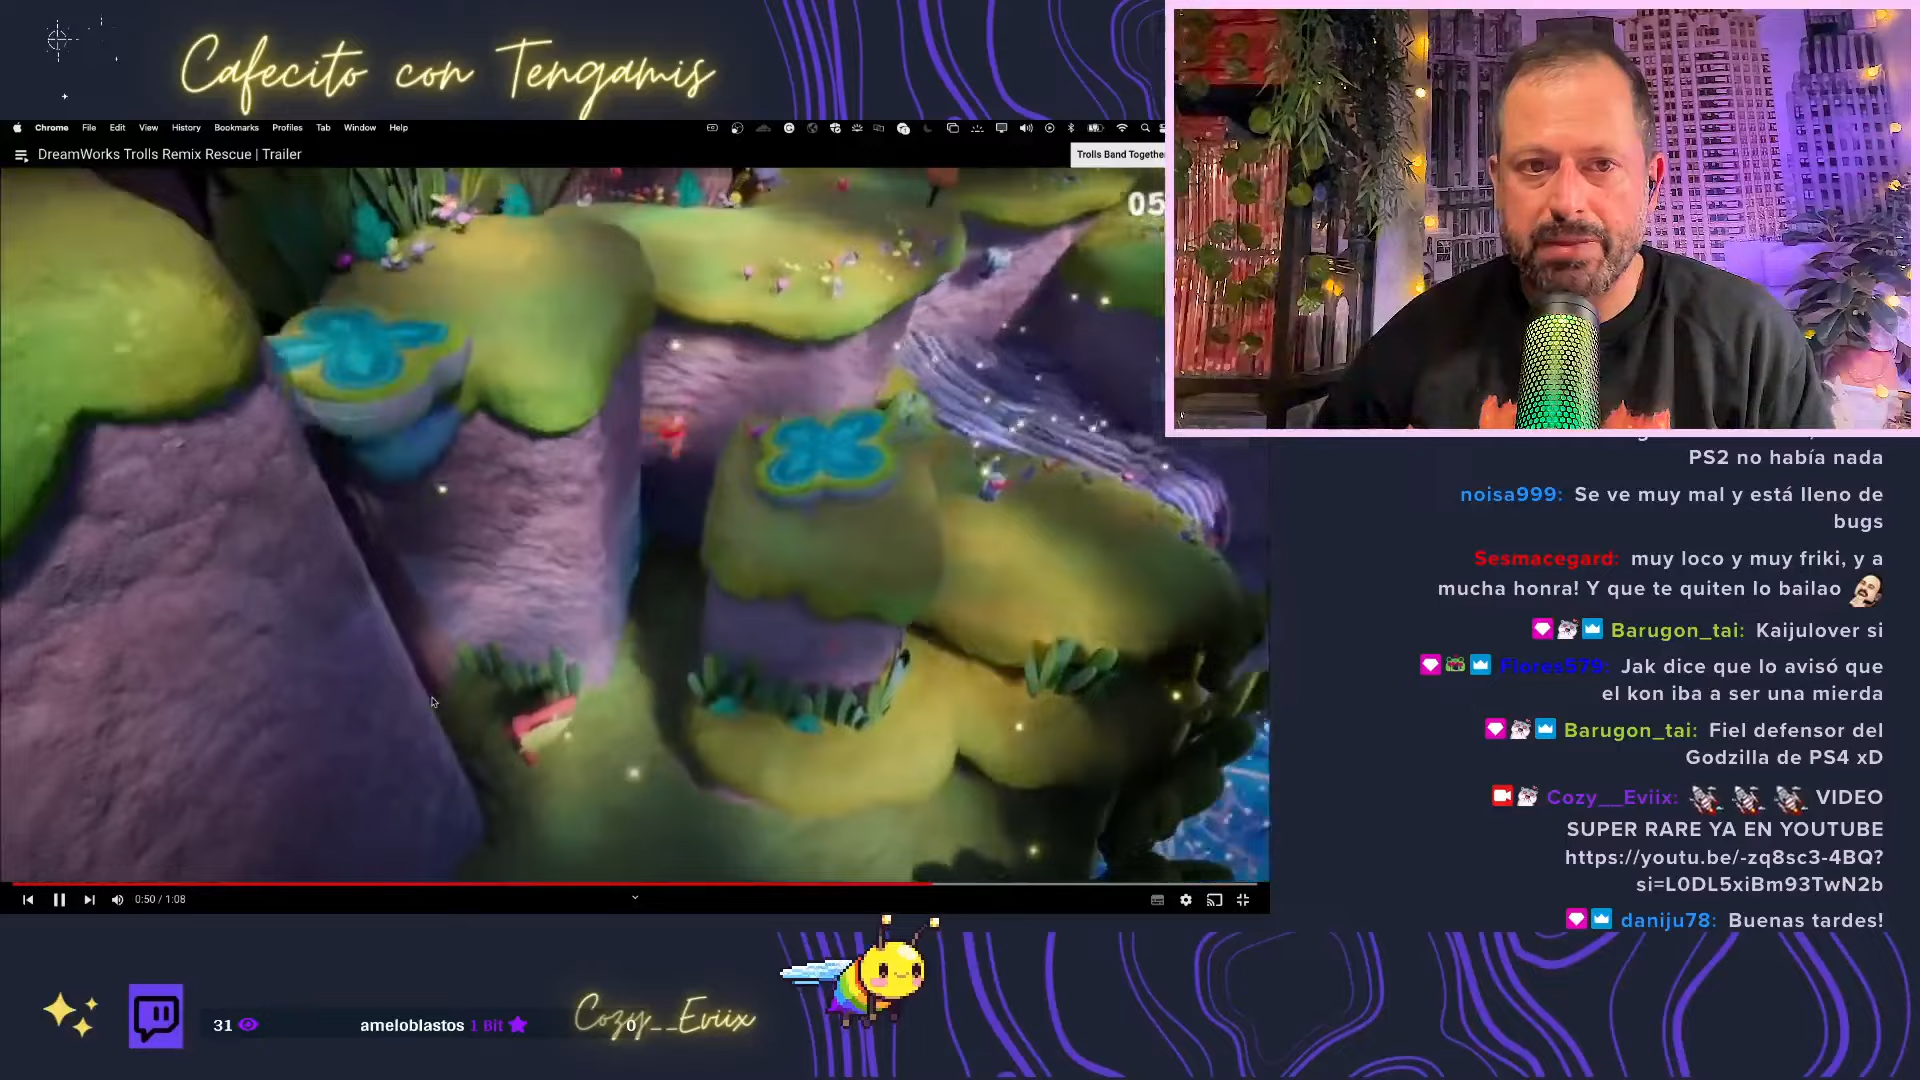 Cafecito con Tengamis
Chrome File Edit View History Bookmarks Profiles Tab Window Help
DreamWorks Trolls Remix Rescue | Trailer
Trolls Band Together
05
PS2 no había nada
noisa999: Se ve muy mal y está lleno de
bugs
Sesmacegard: muy loco y muy friki, y a
mucha honra! Y que te quiten lo bailao
Barugon_tai: Kaijulover si
Flores579: Jak dice que lo avisó que
el kon iba a ser una mierda
Barugon_tai: Fiel defensor del
Godzilla de PS4 xD
Cozy__Eviix: VIDEO
SUPER RARE YA EN YOUTUBE
https://youtu.be/-zq8sc3-4BQ?
si=L0DL5xiBm93TwN2b
daniju78: Buenas tardes!
0:50 / 1:08
31
ameloblastos 1 Bit
Cozy__Eviix
0